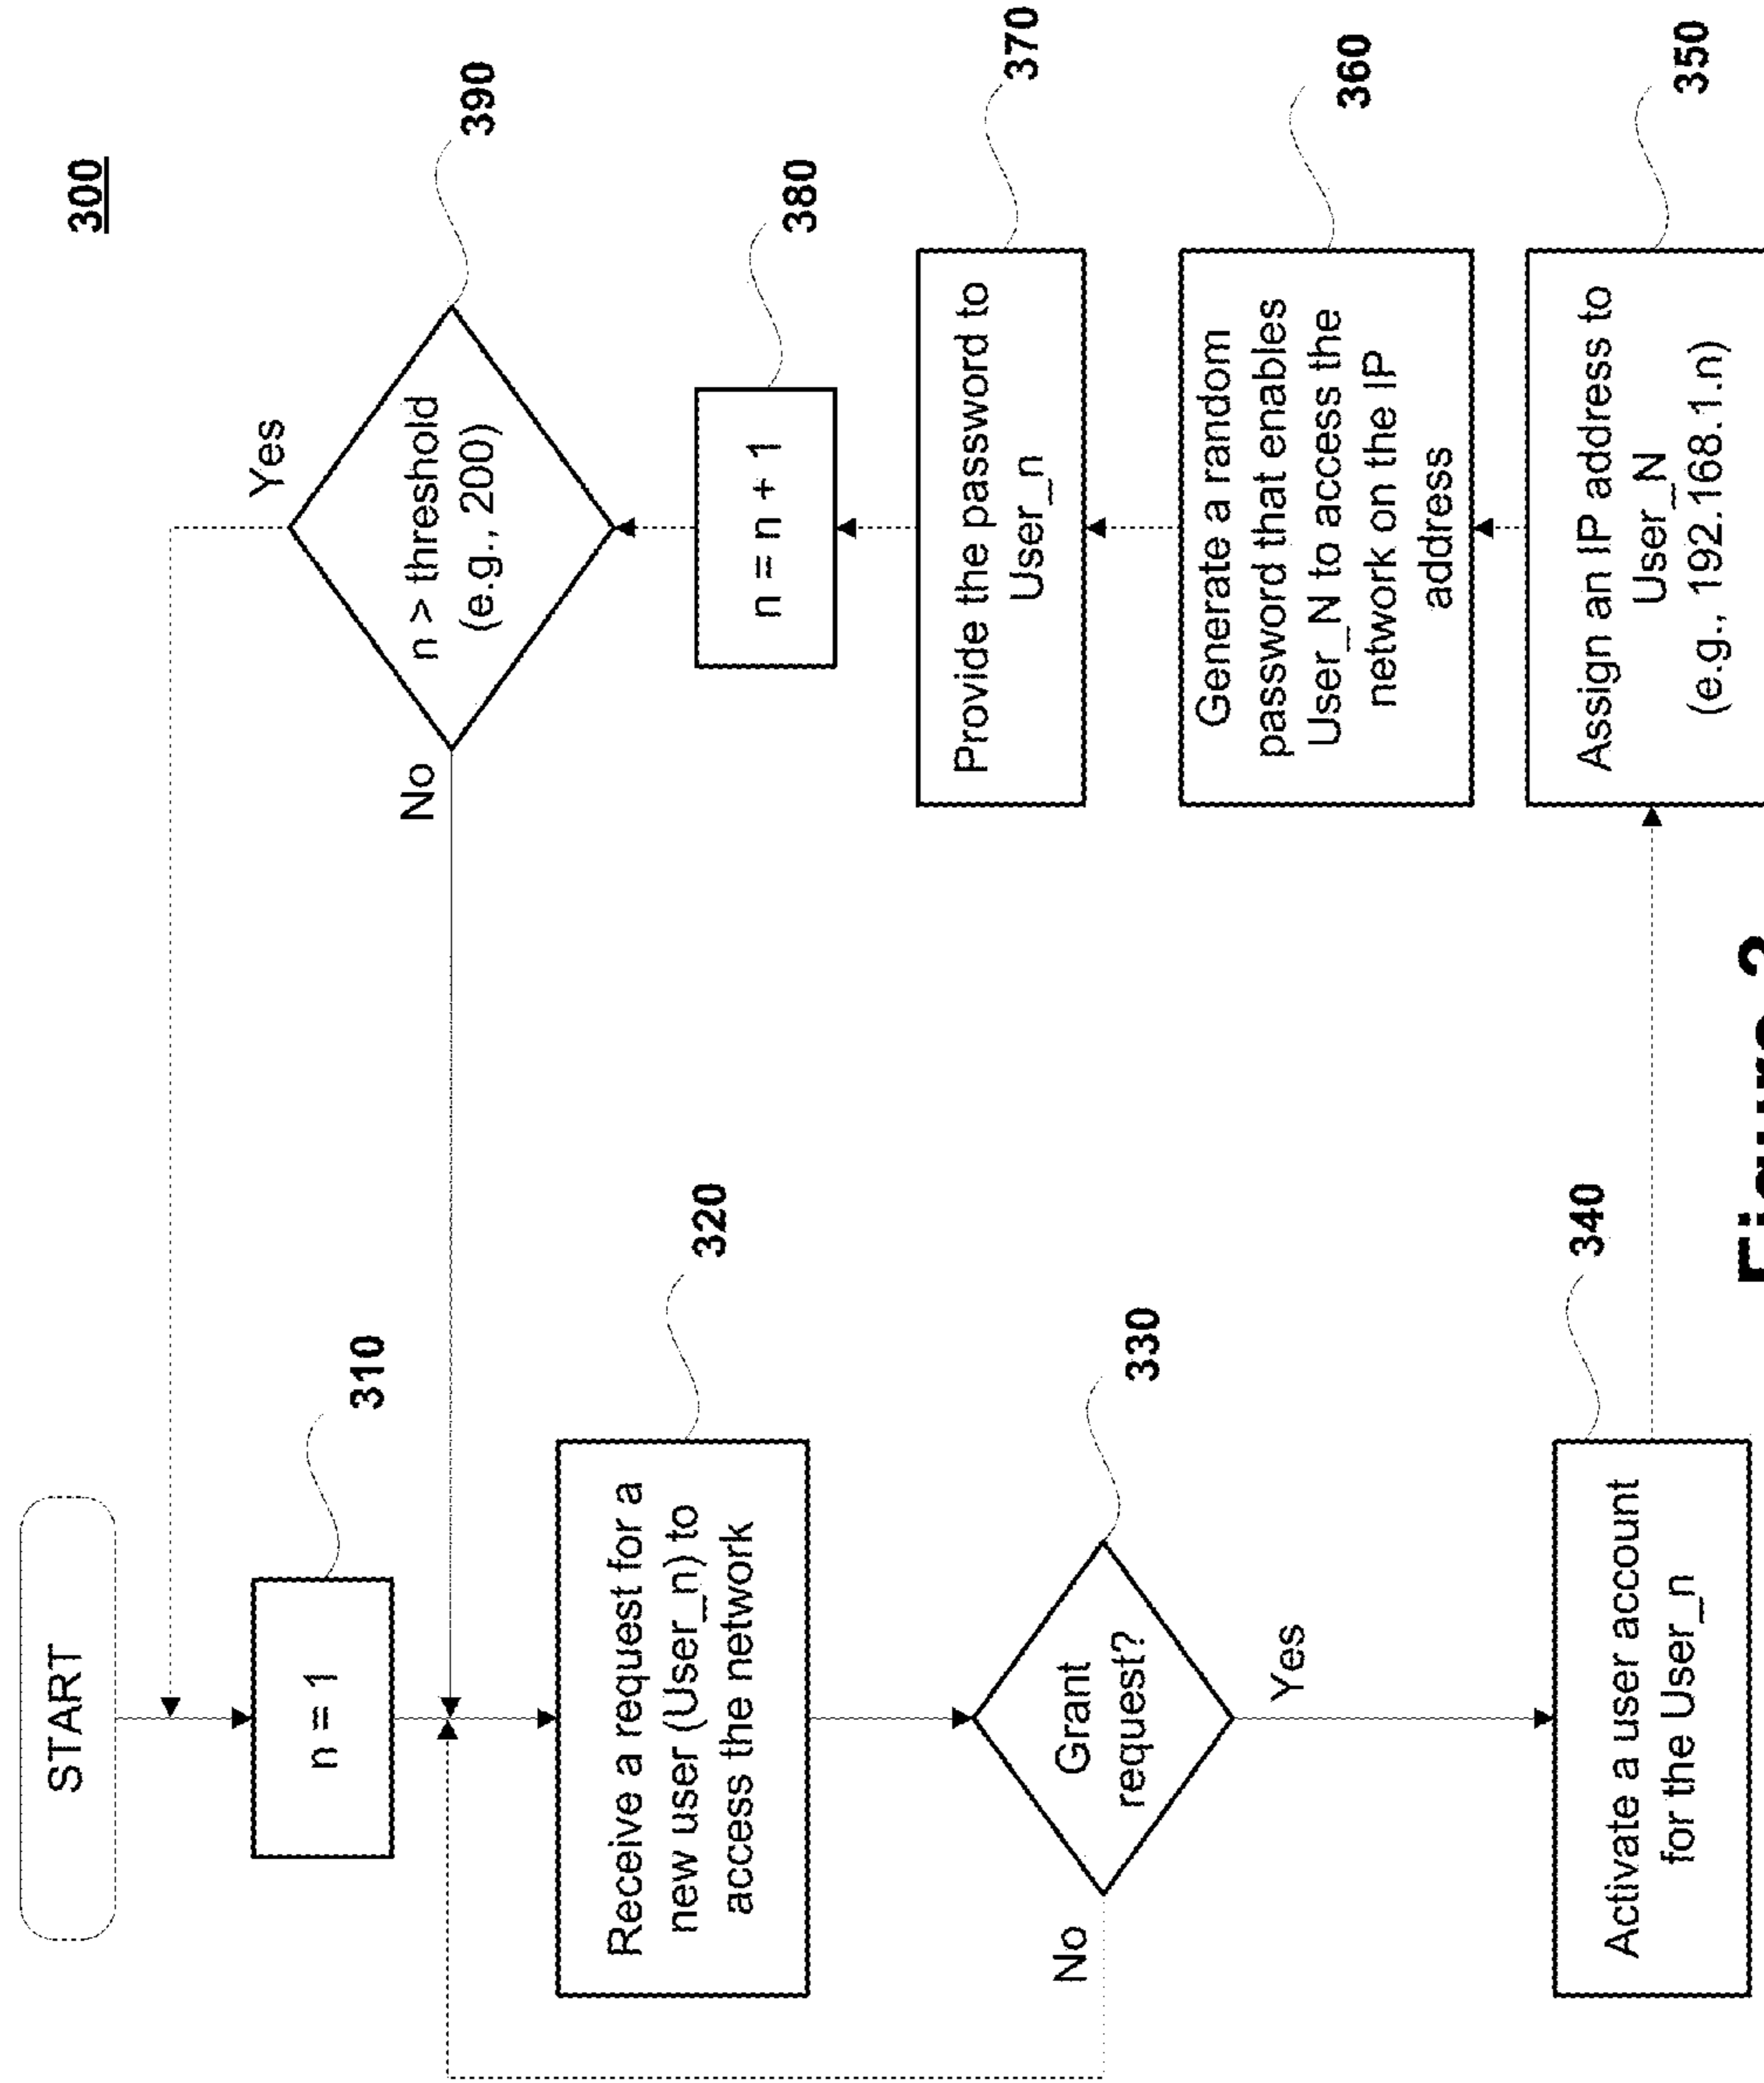 300
START
n = 1
310
Receive a request for a
new user (User_n) to
access the network
320
Grant
request?
330
No
Yes
Activate a user account
for the User_n
340
Assign an IP address to
User_N
(e.g., 192.168.1.n)
350
Generate a random
password that enables
User_N to access the
network on the IP
address
360
Provide the password to
User_n
370
n = n + 1
380
n > threshold
(e.g., 200)
390
No
Yes
Figure